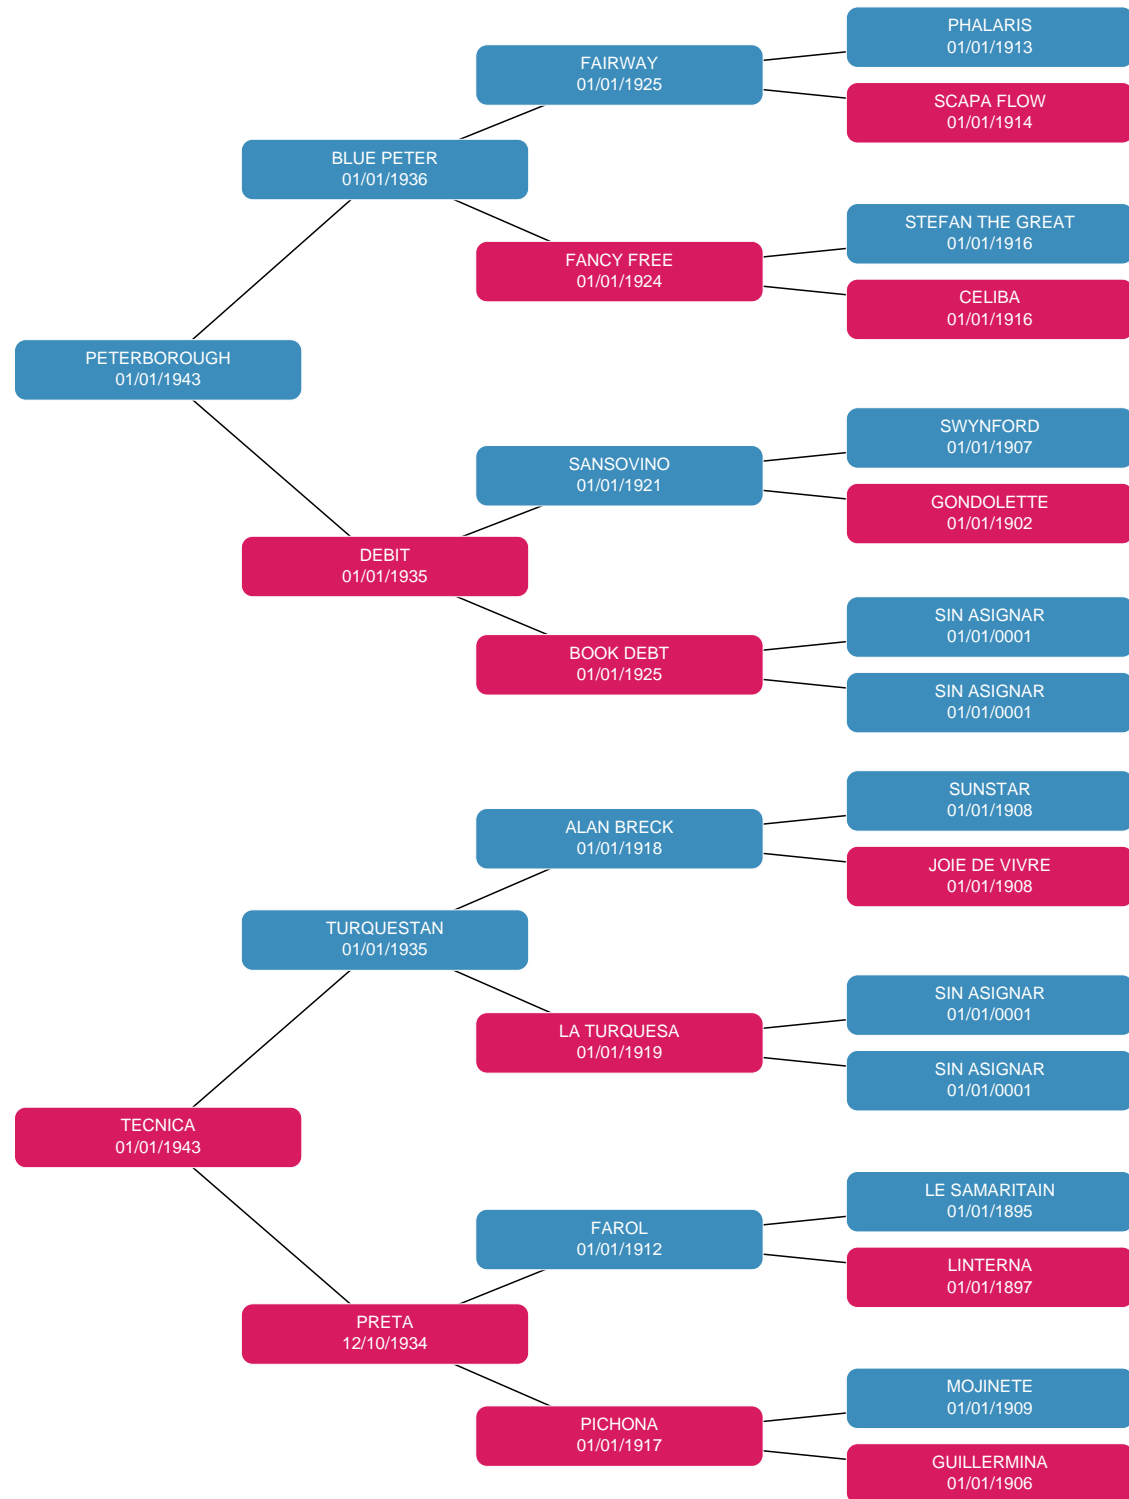 PHALARIS
01/01/1913
FAIRWAY
01/01/1925
SCAPA FLOW
01/01/1914
BLUE PETER
01/01/1936
STEFAN THE GREAT
01/01/1916
FANCY FREE
01/01/1924
CELIBA
01/01/1916
PETERBOROUGH
01/01/1943
SWYNFORD
01/01/1907
SANSOVINO
01/01/1921
GONDOLETTE
01/01/1902
DEBIT
01/01/1935
SIN ASIGNAR
01/01/0001
BOOK DEBT
01/01/1925
SIN ASIGNAR
01/01/0001
SUNSTAR
01/01/1908
ALAN BRECK
01/01/1918
JOIE DE VIVRE
01/01/1908
TURQUESTAN
01/01/1935
SIN ASIGNAR
01/01/0001
LA TURQUESA
01/01/1919
SIN ASIGNAR
01/01/0001
TECNICA
01/01/1943
LE SAMARITAIN
01/01/1895
FAROL
01/01/1912
LINTERNA
01/01/1897
PRETA
12/10/1934
MOJINETE
01/01/1909
PICHONA
01/01/1917
GUILLERMINA
01/01/1906